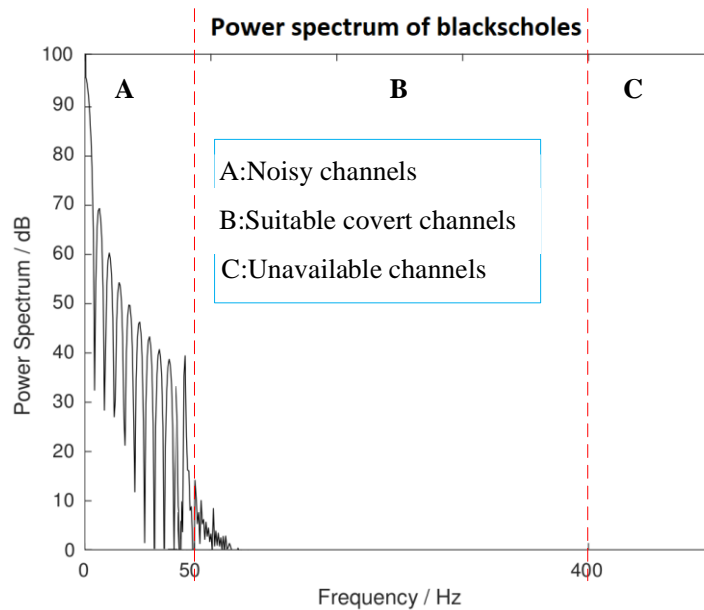 Power spectrum of blackscholes
A
B
C
A:Noisy channels
B:Suitable covert channels
C:Unavailable channels
Power Spectrum / dB
100
90
80
70
60
50
40
30
20
10
0
0
50
400
Frequency / Hz